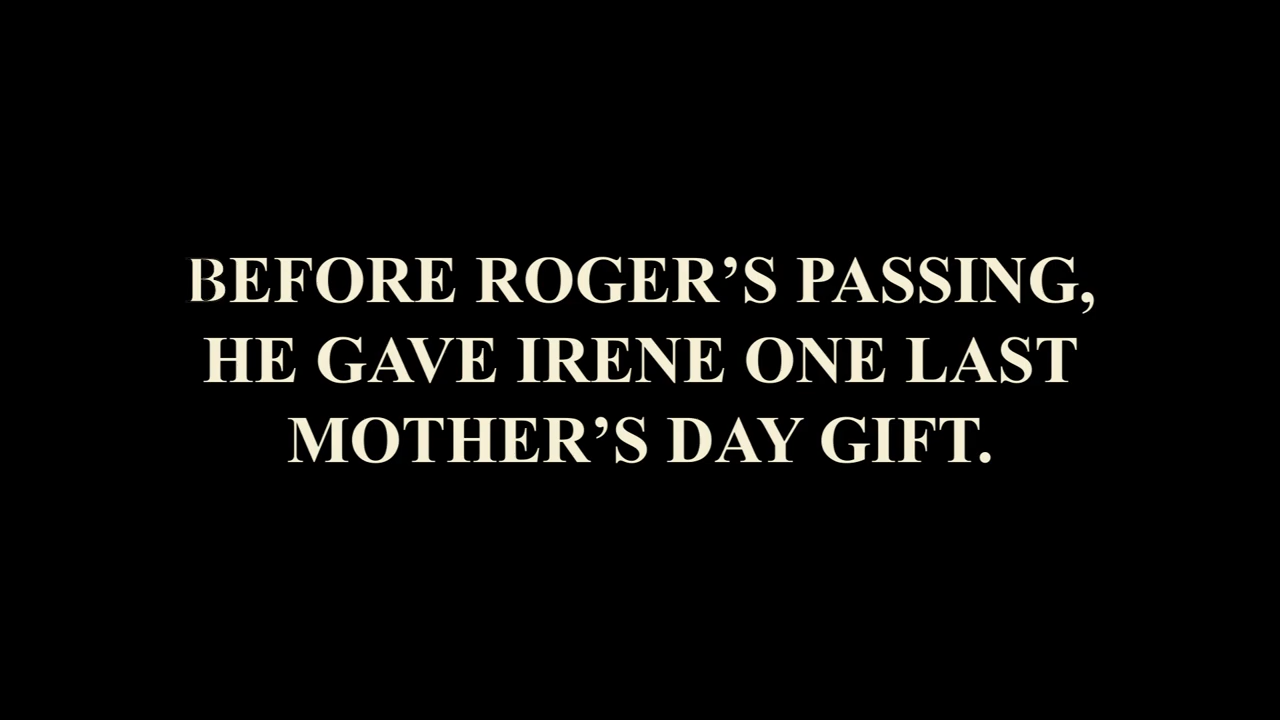 BEFORE ROGER’S PASSING,
HE GAVE IRENE ONE LAST
MOTHER’S DAY GIFT.